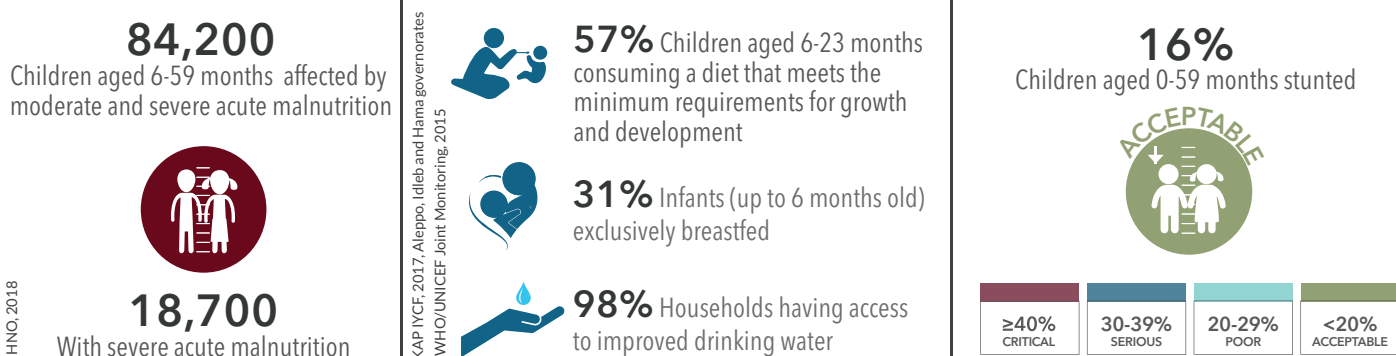 84,200
Children aged 6-59 months affected by
moderate and severe acute malnutrition
18,700
With severe acute malnutrition
HNO, 2018
KAP IYCF, 2017, Aleppo, Idleb and Hama governorates
WHO/UNICEF Joint Monitoring, 2015
57% Children aged 6-23 months
consuming a diet that meets the
minimum requirements for growth
and development
31% Infants (up to 6 months old)
exclusively breastfed
98% Households having access
to improved drinking water
16%
Children aged 0-59 months stunted
ACCEPTABLE
≥40%
CRITICAL
30-39%
SERIOUS
20-29%
POOR
<20%
ACCEPTABLE